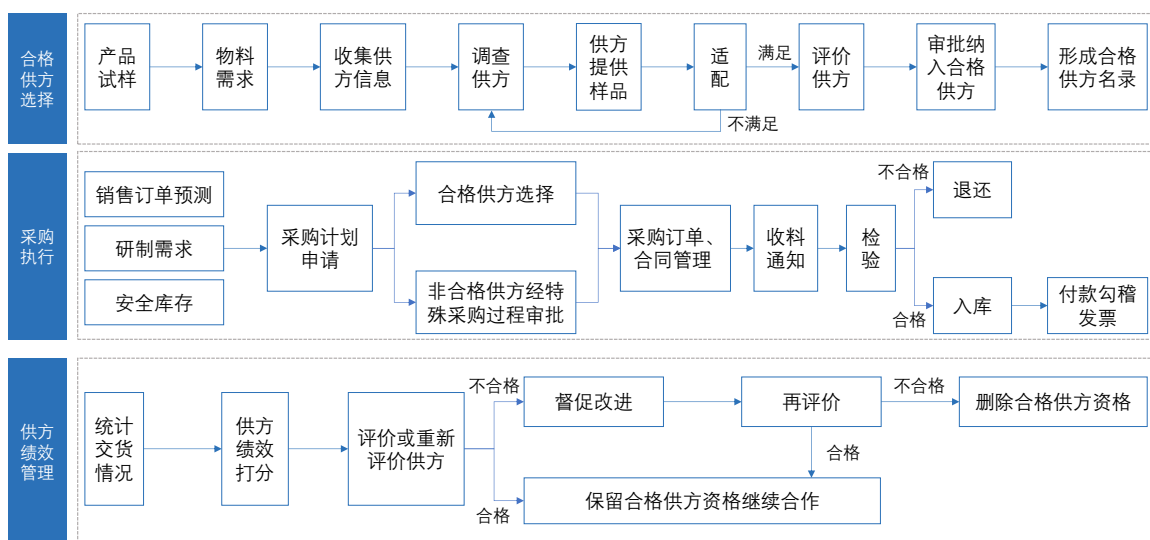 合格
供方
选择
产品
试样
物料
需求
收集供
方信息
调查
供方
供方
提供
样品
适
配
满足
不满足
评价
供方
审批纳
入合格
供方
形成合格
供方名录
采购
执行
销售订单预测
研制需求
安全库存
采购计划
申请
合格供方选择
非合格供方经特
殊采购过程审批
采购订单、
合同管理
收料
通知
检
验
不合格
退还
合格
入库
付款勾稽
发票
供方
绩效
管理
统计
交货
情况
供方
绩效
打分
评价或重新
评价供方
不合格
督促改进
再评价
不合格
删除合格供方资格
合格
合格
保留合格供方资格继续合作